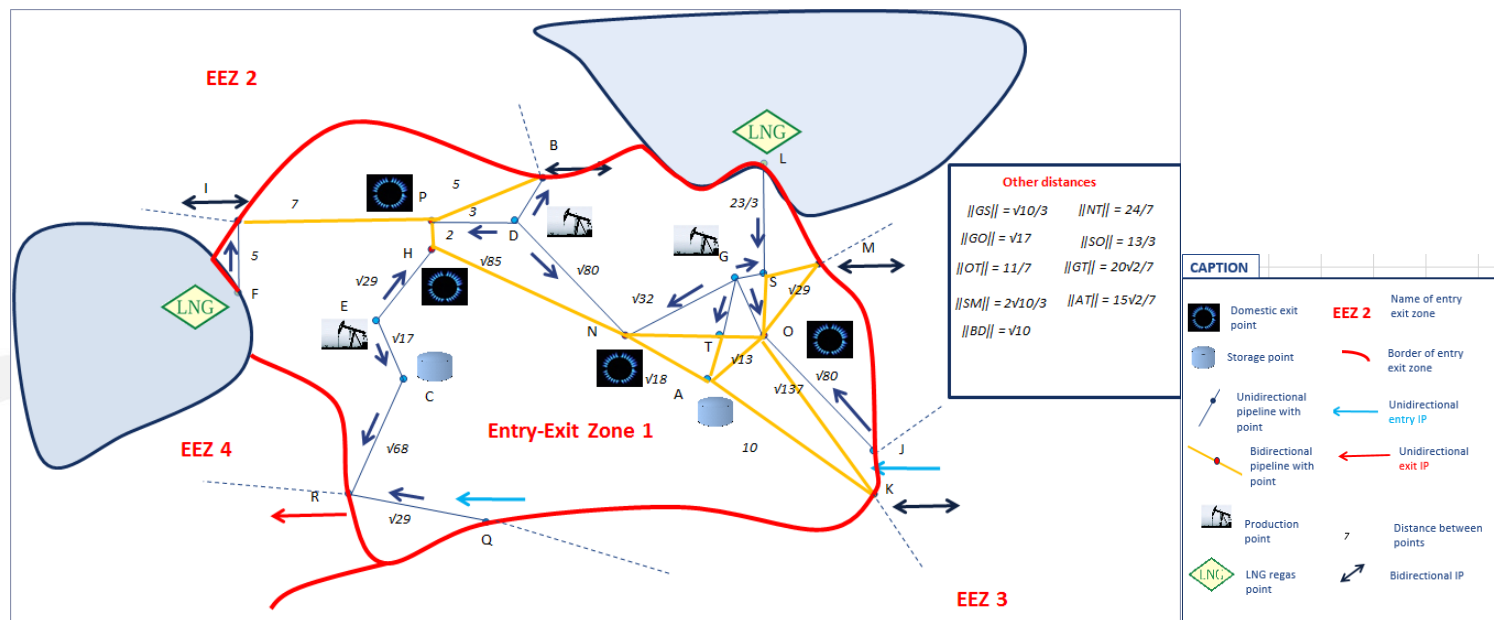 EEZ 2
B
I
7
P
5
3
D
2
H
5
F
LNG
√29
E
√17
C
√85
√80
LNG
L
23/3
G
S
M
√29
√32
N
T
O
√13
√18
A
√137
√80
10
J
K
Entry-Exit Zone 1
EEZ 4
√68
R
√29
Q
EEZ 3
Other distances
||GS|| = √10/3
||NT|| = 24/7
||GO|| = √17
||SO|| = 13/3
||OT|| = 11/7
||GT|| = 20√2/7
||SM|| = 2√10/3
||AT|| = 15√2/7
||BD|| = √10
CAPTION
Domestic exit
point
EEZ 2
Name of entry
exit zone
Storage point
Border of entry
exit zone
Unidirectional
pipeline with
point
Unidirectional
entry IP
Bidirectional
pipeline with
point
Unidirectional
exit IP
Production
point
7
Distance between
points
LNG
LNG regas
point
Bidirectional IP